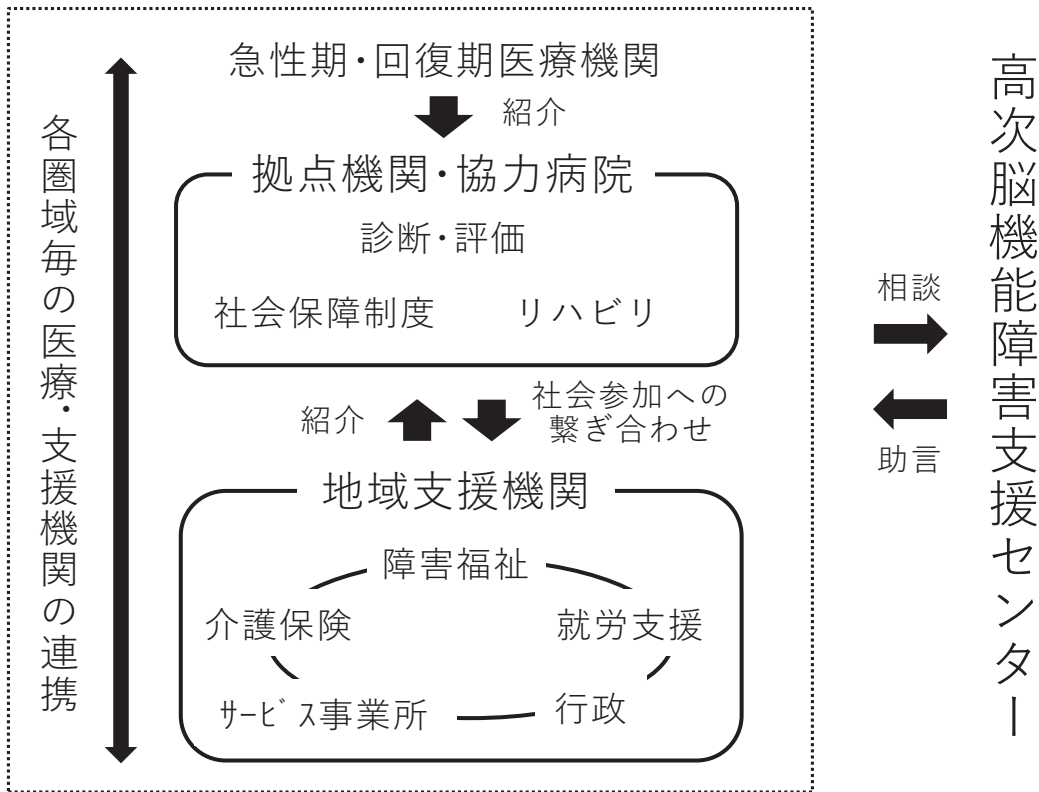 急性期・回復期医療機関
紹介
拠点機関・協力病院
診断・評価
社会保障制度 リハビリ
紹介
社会参加への
繋ぎ合わせ
地域支援機関
障害福祉
介護保険 就労支援
サービス事業所 行政
各圏域毎の医療・支援機関の連携
相談
助言
高次脳機能障害支援センター